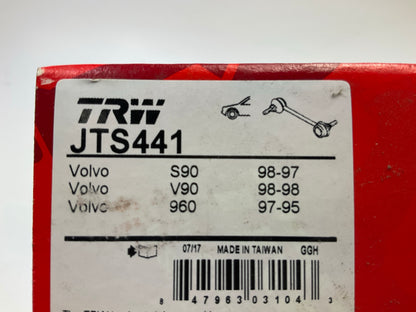 TRW
JTS441
Volvo S90 98-97
Volvo V90 98-98
Volvo 960 97-95
07/17 MADE IN TAIWAN GGH
8 47963 03104 3